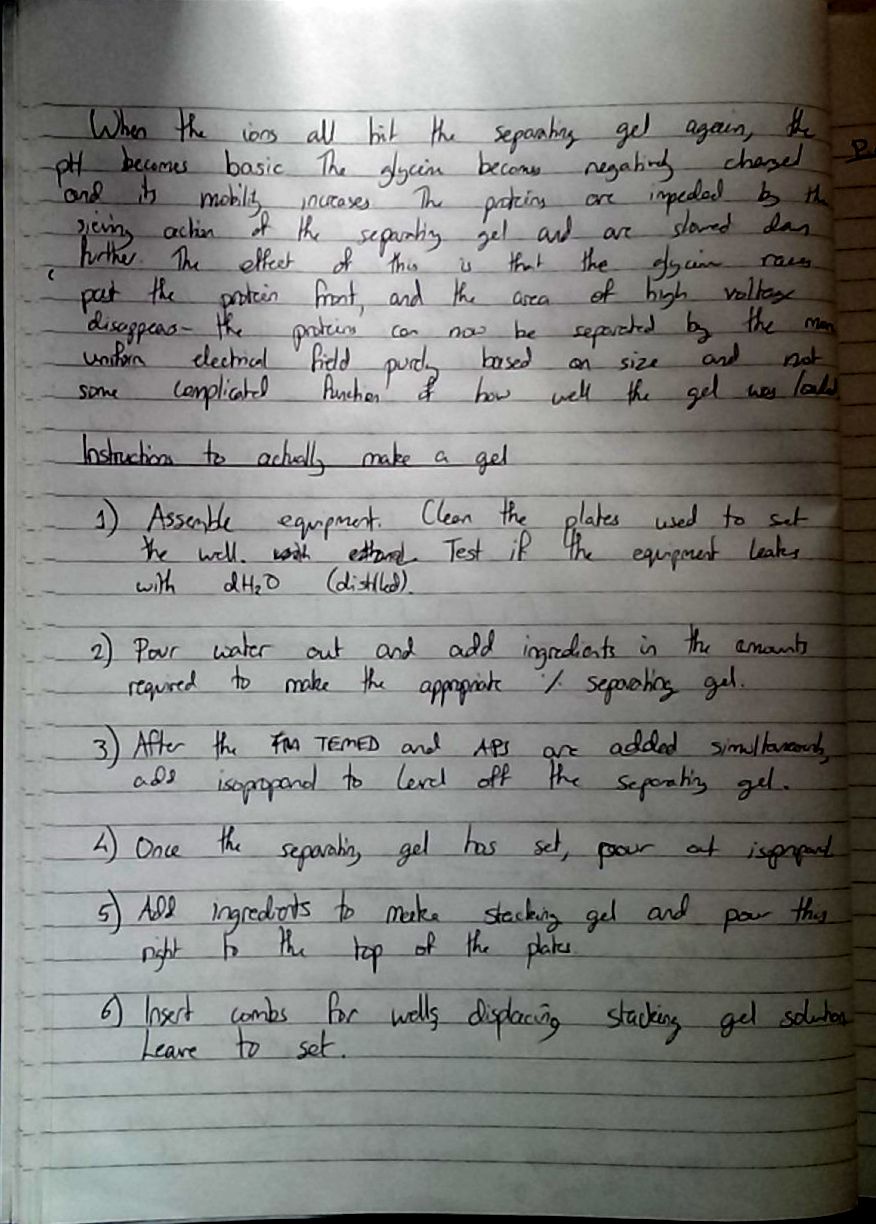 When the ions all hit the separating gel again, the
pH becomes basic. The glycin becomes negatively charged
and its mobility increases. The proteins are impeded by the
sieving action of the separating gel and are slowed down
further. The effect of this is that the glycine races
past the protein front, and the area of high voltage
disappears - the proteins can now be separated by the more
uniform electrical field purely based on size and not
some complicated function of how well the gel was loaded
Instructions to actually make a gel
1) Assemble equipment. Clean the plates used to set
the well. with ethanol. Test if the equipment leaks
with dH2O (distilled).
2) Pour water out and add ingredients in the amounts
required to make the appropriate % separating gel.
3) After the TEMED and APS are added simultaneously,
add isopropanol to level off the separating gel.
4) Once the separating gel has set, pour out isopropanol
5) Add ingredients to make stacking gel and pour this
right to the top of the plates
6) Insert combs for wells displacing stacking gel solution
Leave to set.